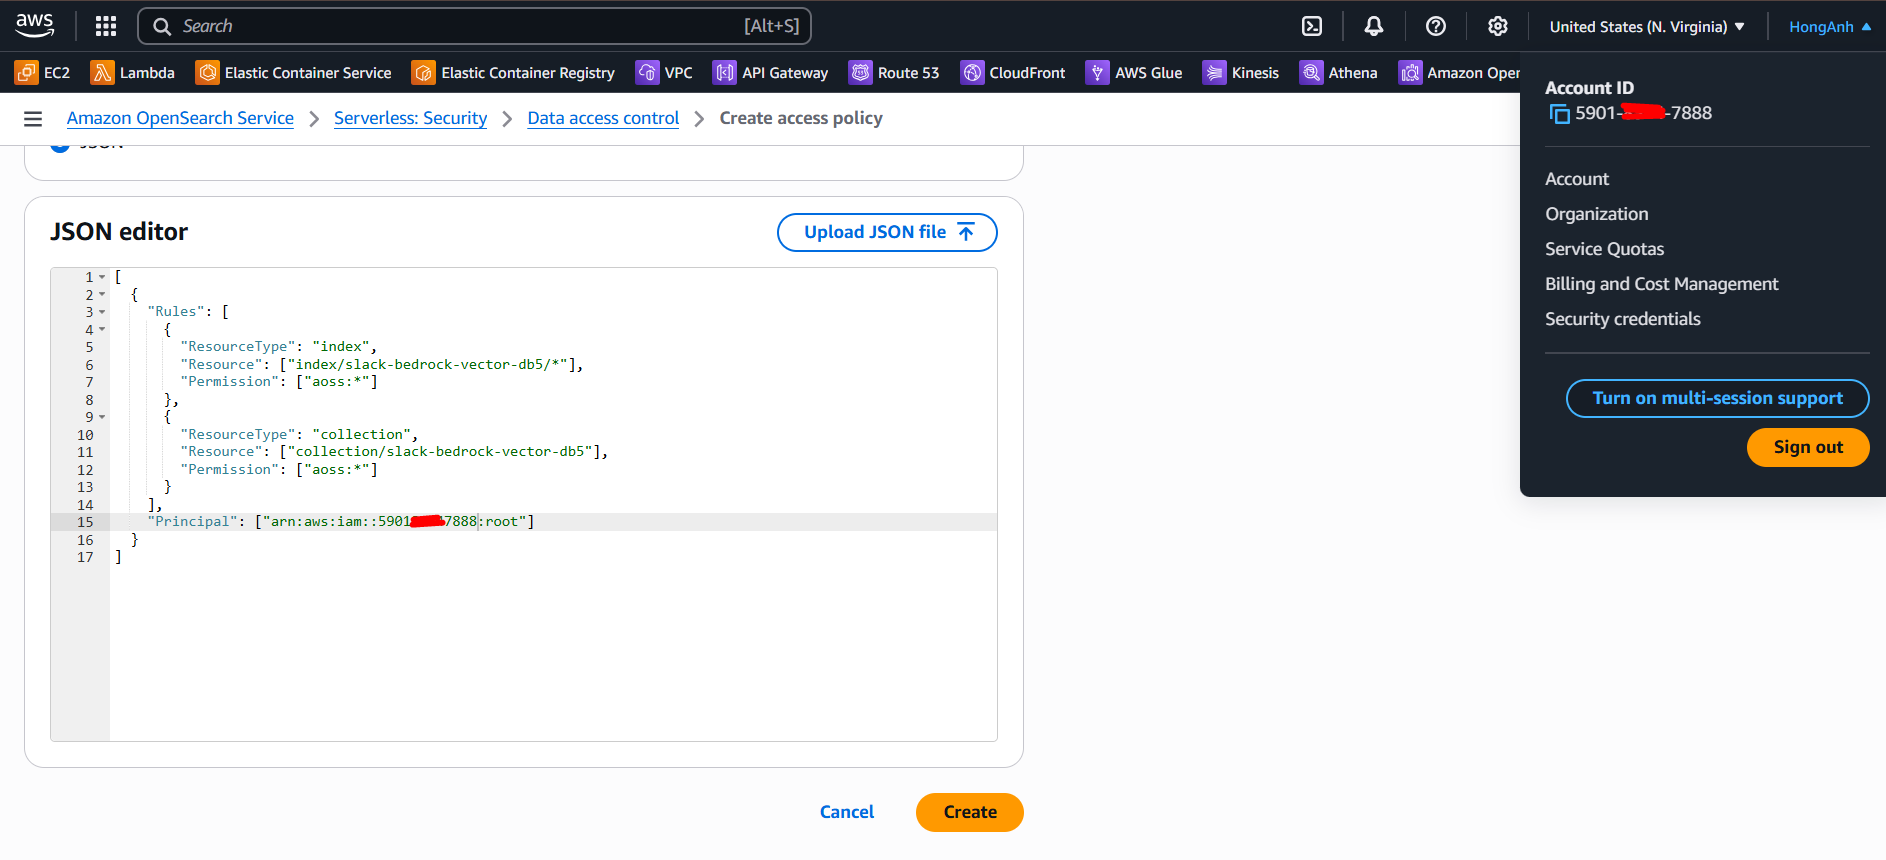 aws
Search
[Alt+S]
United States (N. Virginia)
HongAnh
EC2
Lambda
Elastic Container Service
Elastic Container Registry
VPC
API Gateway
Route 53
CloudFront
AWS Glue
Kinesis
Athena
Amazon Oper
Amazon OpenSearch Service
Serverless: Security
Data access control
Create access policy
Account ID
5901-
-7888
Account
Organization
Service Quotas
Billing and Cost Management
Security credentials
Turn on multi-session support
Sign out
JSON
JSON editor
Upload JSON file
1 [
2 {
3 "Rules": [
4 {
5 "ResourceType": "index",
6 "Resource": ["index/slack-bedrock-vector-db5/*"],
7 "Permission": ["aoss:*"]
8 },
9 {
10 "ResourceType": "collection",
11 "Resource": ["collection/slack-bedrock-vector-db5"],
12 "Permission": ["aoss:*"]
13 }
14 ],
15 "Principal": ["arn:aws:iam::5901 7888:root"]
16 }
17 ]
Cancel
Create